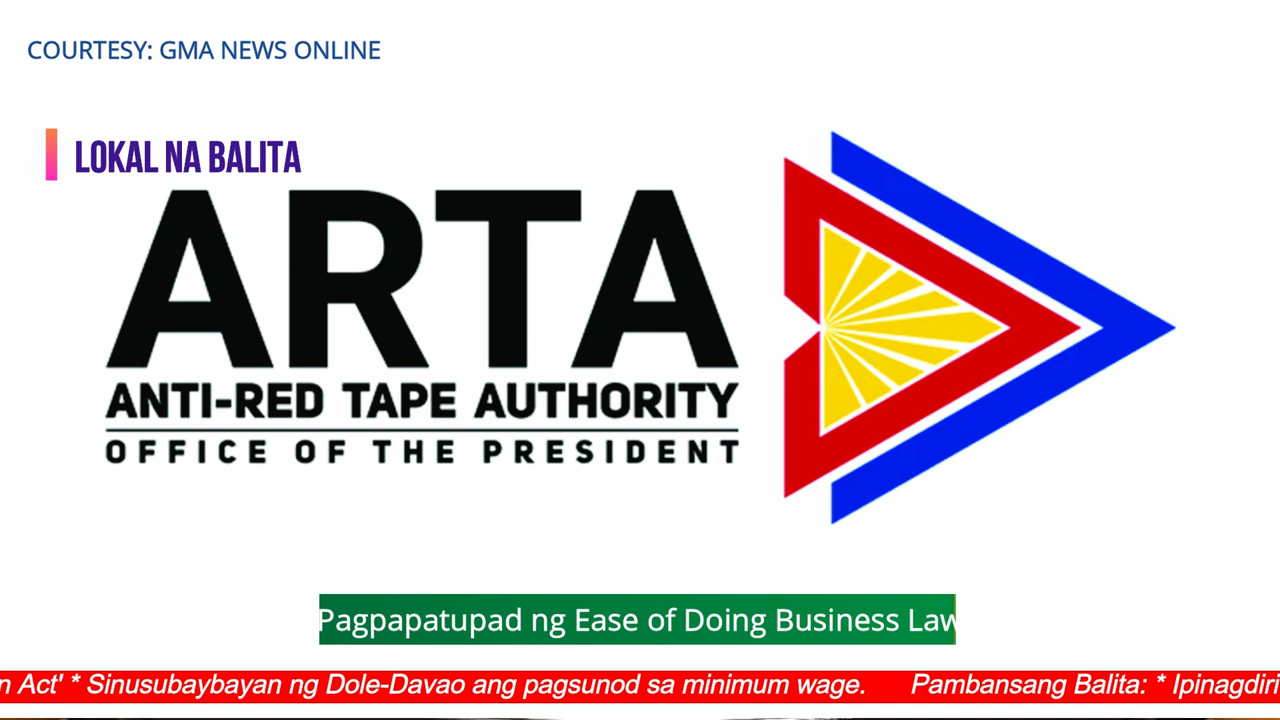 COURTESY: GMA NEWS ONLINE
LOKAL NA BALITA
ARTA
ANTI-RED TAPE AUTHORITY
OFFICE OF THE PRESIDENT
Pagpapatupad ng Ease of Doing Business Law
n Act' * Sinusubaybayan ng Dole-Davao ang pagsunod sa minimum wage. Pambansang Balita: * Ipinagdiri